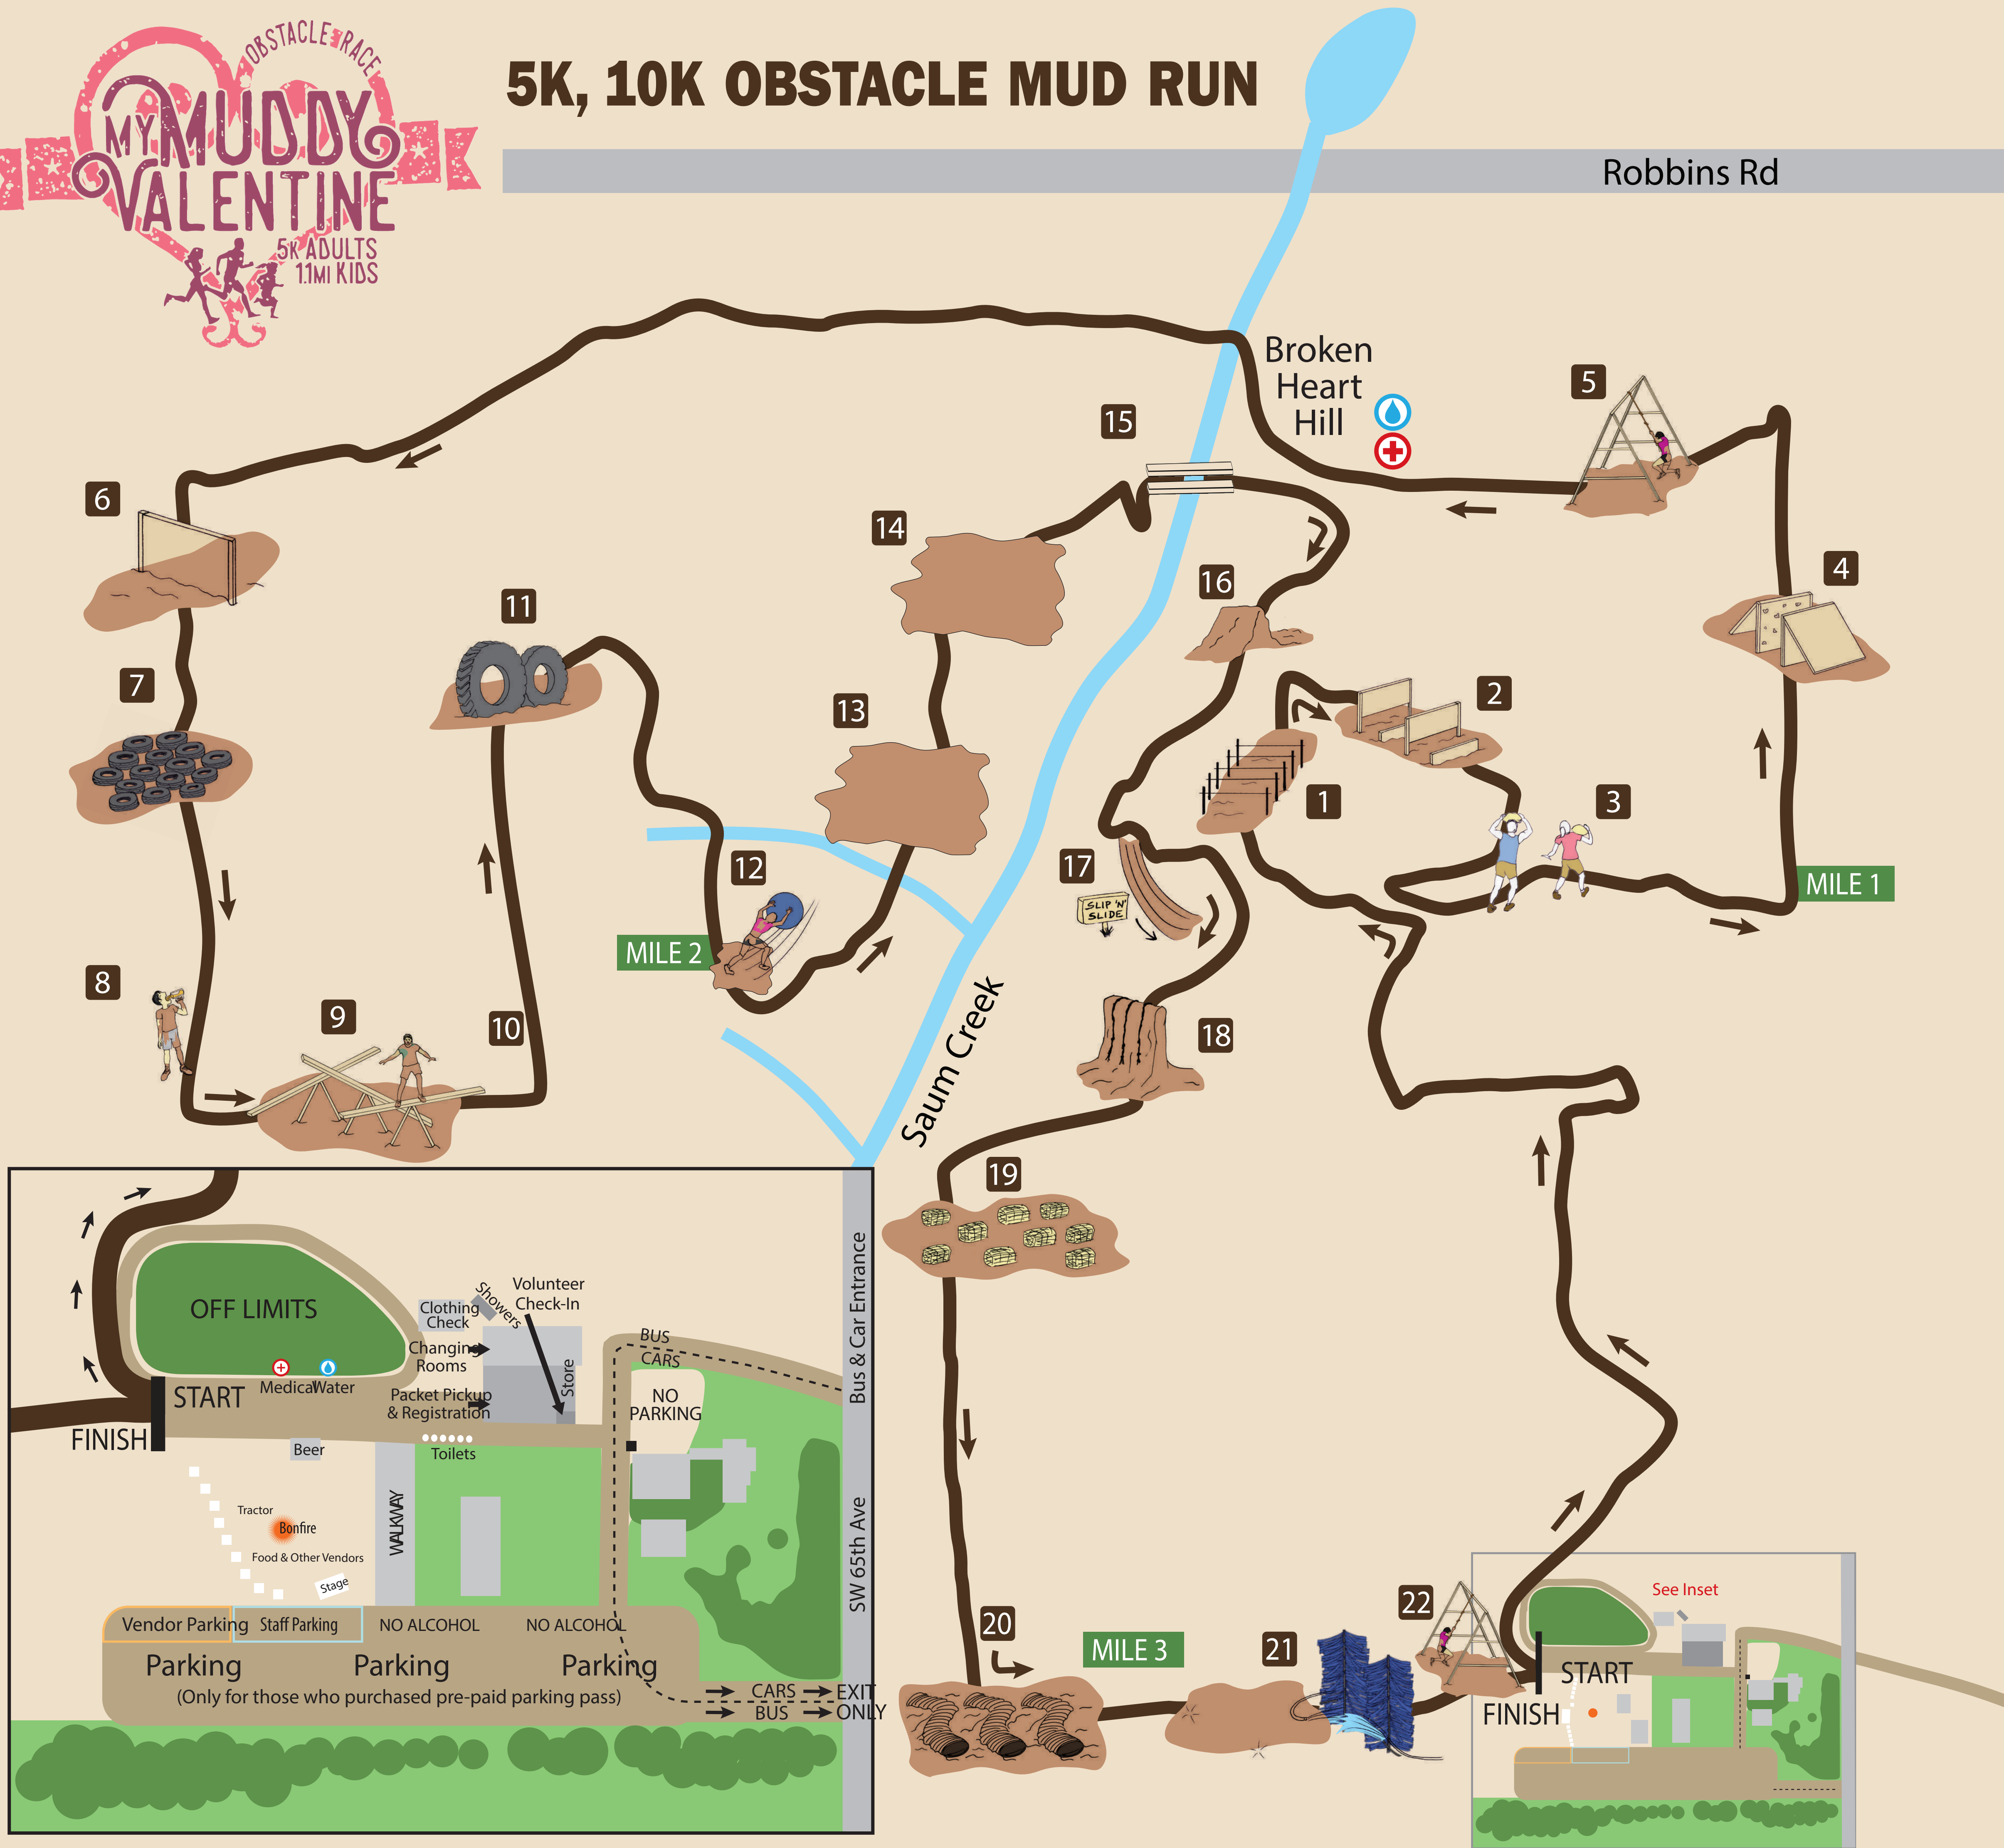 OBSTACLE RACE
MY MUDDY
VALENTINE
5K ADULTS
1.1MI KIDS
5K, 10K OBSTACLE MUD RUN
Robbins Rd
Broken
Heart
Hill
5
15
6
14
4
16
11
7
2
13
1
3
12
17
MILE 1
SLIP 'N'
SLIDE
MILE 2
8
9
10
18
Saum Creek
19
OFF LIMITS
Volunteer
Check-In
Showers
Clothing
Check
Changing
Rooms
Store
BUS
CARS
Bus & Car Entrance
Medical
Water
START
Packet Pickup
& Registration
NO
PARKING
FINISH
Beer
Toilets
WALKWAY
Tractor
Bonfire
Food & Other Vendors
Stage
SW 65th Ave
Vendor Parking
Staff Parking
NO ALCOHOL
NO ALCOHOL
Parking
Parking
Parking
(Only for those who purchased pre-paid parking pass)
CARS
EXIT
BUS
ONLY
20
MILE 3
21
22
See Inset
START
FINISH